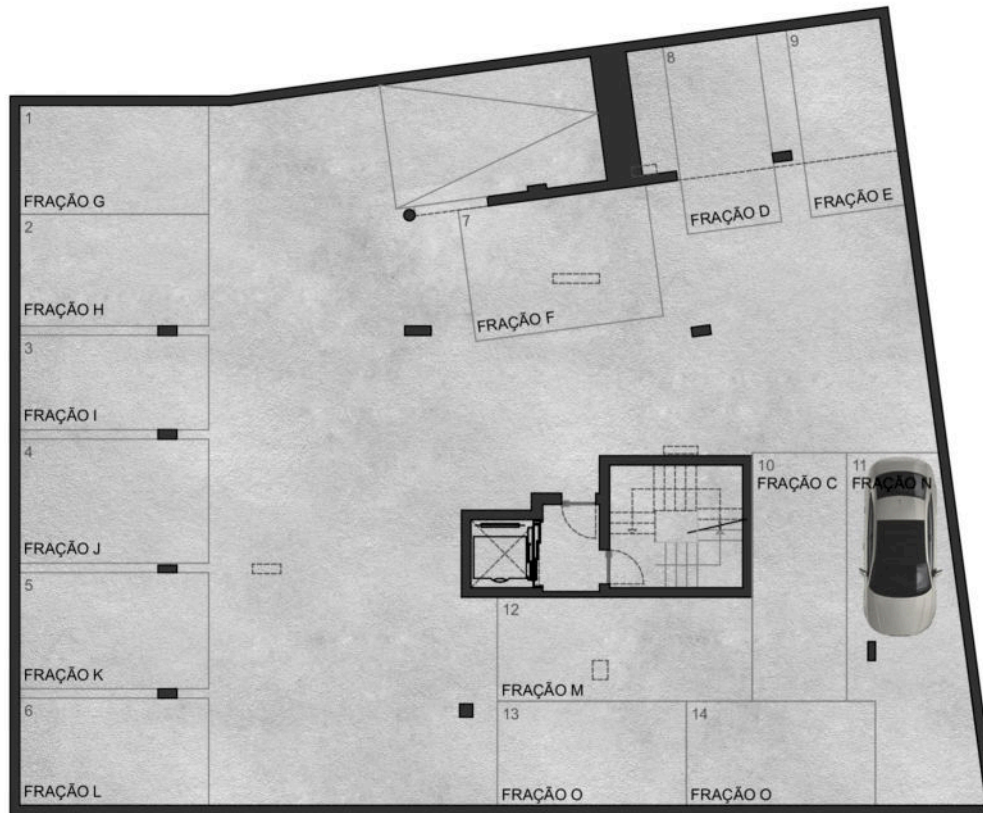 1
FRAÇÃO G
2
FRAÇÃO H
3
FRAÇÃO I
4
FRAÇÃO J
5
FRAÇÃO K
6
FRAÇÃO L
7
FRAÇÃO F
8
FRAÇÃO D
9
FRAÇÃO E
10
FRAÇÃO C
11
FRAÇÃO N
12
FRAÇÃO M
13
FRAÇÃO O
14
FRAÇÃO O